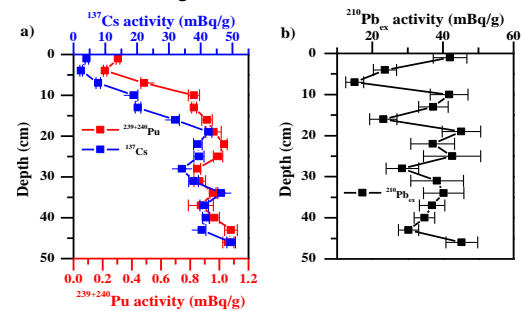 a)
137Cs activity (mBq/g)
0 10 20 30 40 50
Depth (cm)
0
10
20
30
40
50
239+240Pu
137Cs
0.0 0.2 0.4 0.6 0.8 1.0 1.2
239+240Pu activity (mBq/g)
b)
210Pbex activity (mBq/g)
20 40 60
Depth (cm)
0
10
20
30
40
50
210Pbex